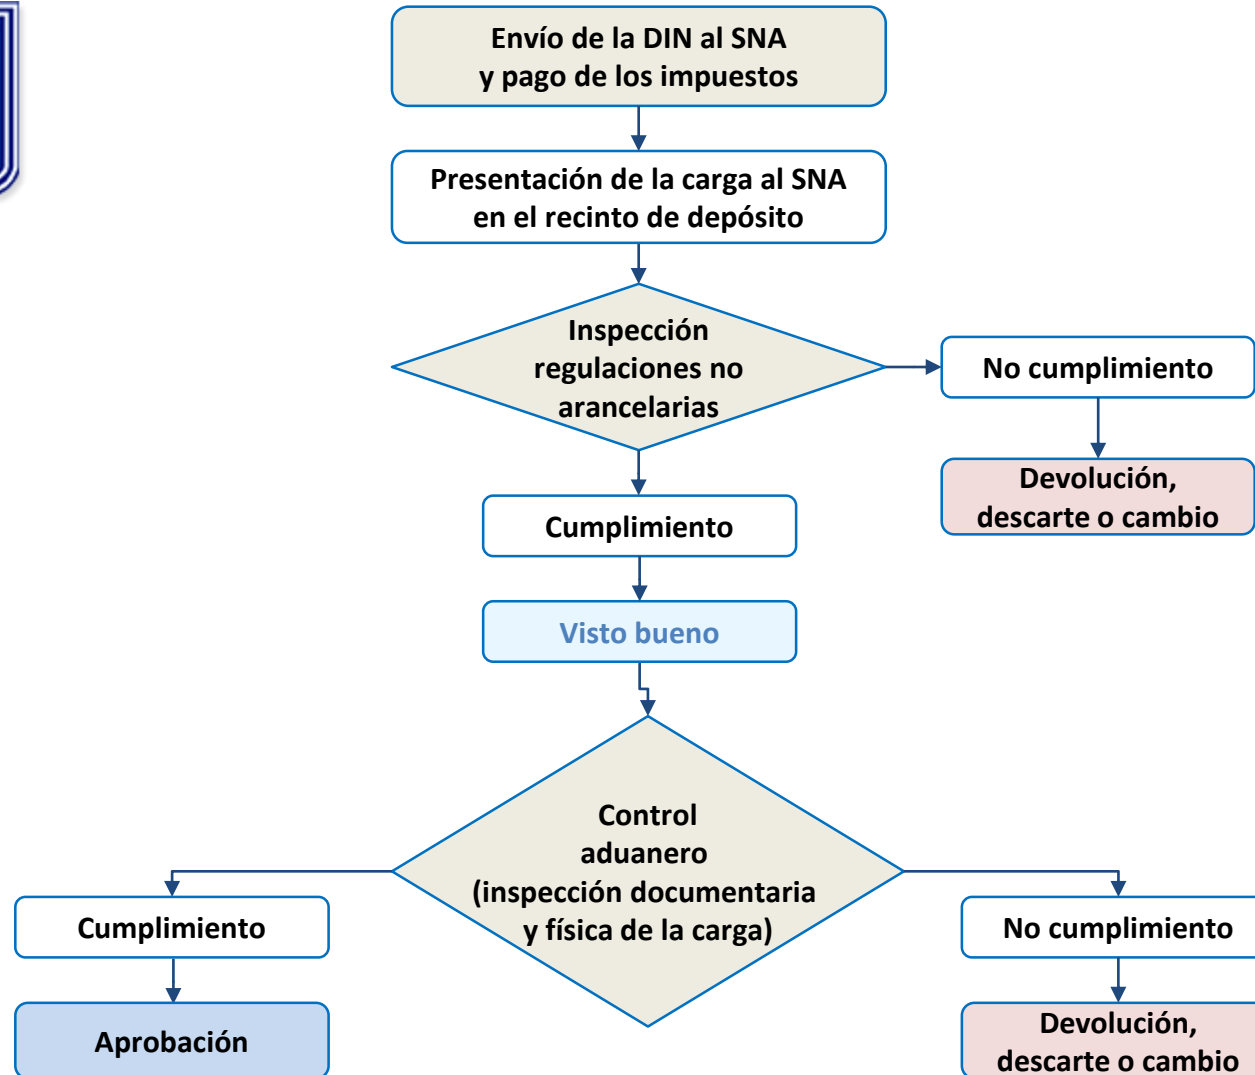 Envío de la DIN al SNA
y pago de los impuestos
Presentación de la carga al SNA
en el recinto de depósito
Inspección
regulaciones no
arancelarias
No cumplimiento
Devolución,
descarte o cambio
Cumplimiento
Visto bueno
Control
aduanero
(inspección documentaria
y física de la carga)
Cumplimiento
No cumplimiento
Aprobación
Devolución,
descarte o cambio